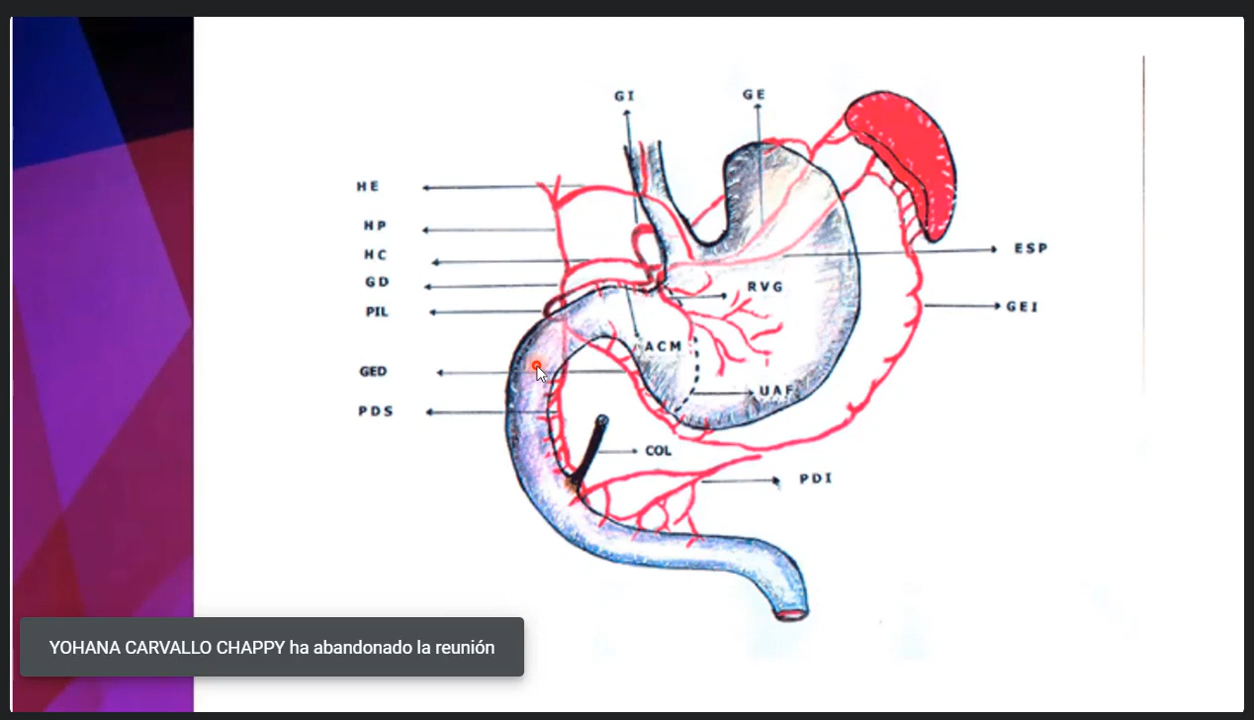 GI
GE
HE
HP
HC
GD
PIL
GED
PDS
ESP
RVG
GEI
ACM
UAF
COL
PDI
YOHANA CARVALLO CHAPPY ha abandonado la reunión